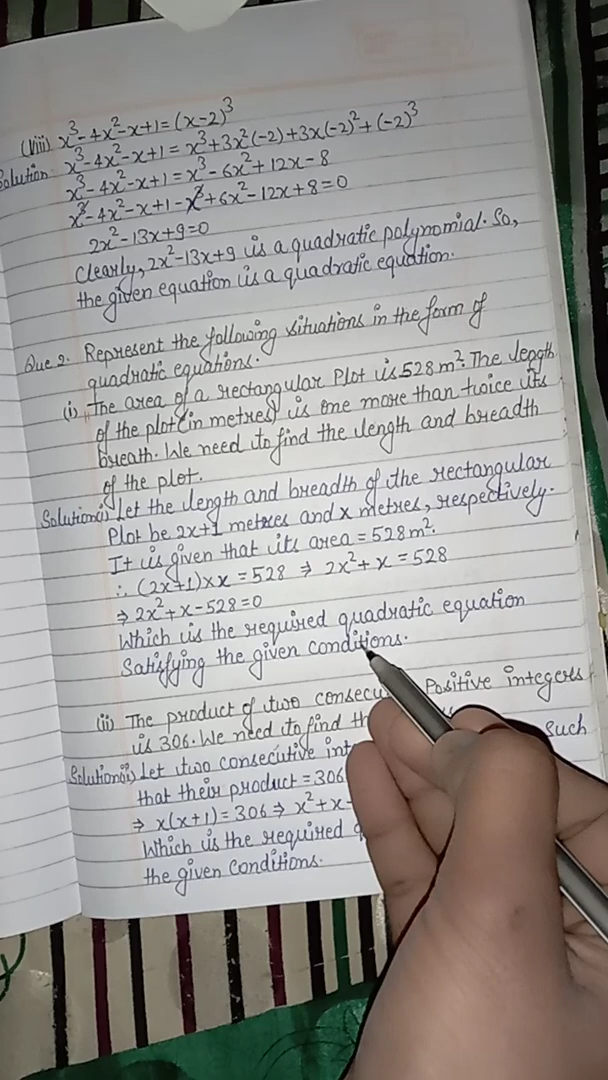 (viii) x³-4x²-x+1=(x-2)³
Solution: x³-4x²-x+1 = x³+3x²(-2)+3x(-2)²+(-2)³
x³-4x²-x+1 = x³-6x²+12x-8
x³-4x²-x+1-x³+6x²-12x+8=0
2x²-13x+9=0
Clearly, 2x²-13x+9 is a quadratic polynomial. So,
the given equation is a quadratic equation.
Que 2. Represent the following situations in the form of
quadratic equations.
(i) The area of a rectangular Plot is 528m². The length
of the plot (in metres) is one more than twice its
breath. We need to find the length and breadth
of the plot.
Solution(i) Let the length and breadth of the rectangular
Plot be 2x+1 metres and x metres, respectively.
It is given that its area = 528m².
∴ (2x+1)×x = 528 ⇒ 2x²+x = 528
⇒ 2x²+x-528=0
Which is the required quadratic equation
Satisfying the given conditions.
(ii) The product of two Positive integers
is 306. We need to find
Solution(ii) Let two consecutive such
that their product = 306
⇒ x(x+1)=306 ⇒ x²+x-
Which is the required
the given conditions.